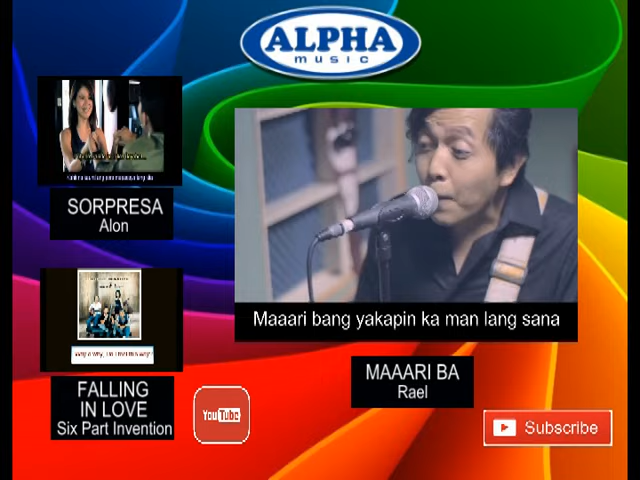 ALPHA
music
SORPRESA
Alon
Maaari bang yakapin ka man lang sana
MAAARI BA
Rael
FALLING
IN LOVE
Six Part Invention
YouTube
Subscribe